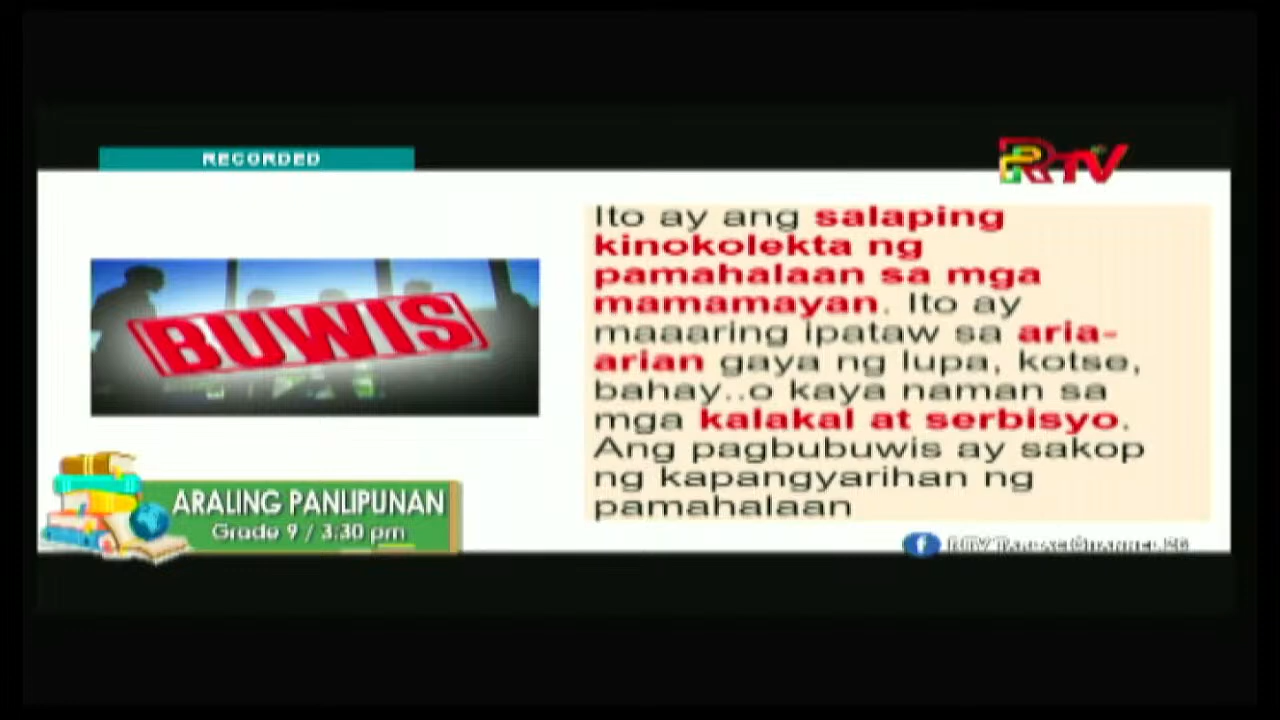 RECORDED
RTV
Ito ay ang salaping
kinokolekta ng
pamahalaan sa mga
mamamayan. Ito ay
maaaring ipataw sa aria-
arian gaya ng lupa, kotse,
bahay..o kaya naman sa
mga kalakal at serbisyo.
Ang pagbubuwis ay sakop
ng kapangyarihan ng
pamahalaan
BUWIS
ARALING PANLIPUNAN
Grade 9 / 3:30 pm